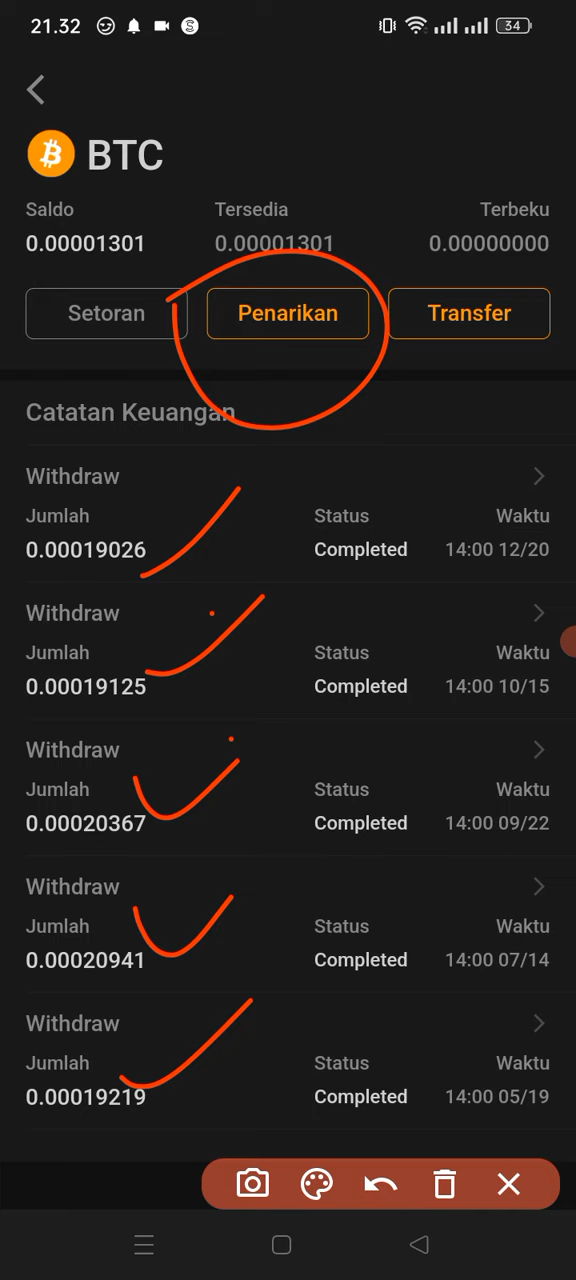 21.32 34
BTC
Saldo Tersedia Terbeku
0.00001301 0.00001301 0.00000000
Setoran Penarikan Transfer
Catatan Keuangan
Withdraw
Jumlah Status Waktu
0.00019026 Completed 14:00 12/20
Withdraw
Jumlah Status Waktu
0.00019125 Completed 14:00 10/15
Withdraw
Jumlah Status Waktu
0.00020367 Completed 14:00 09/22
Withdraw
Jumlah Status Waktu
0.00020941 Completed 14:00 07/14
Withdraw
Jumlah Status Waktu
0.00019219 Completed 14:00 05/19